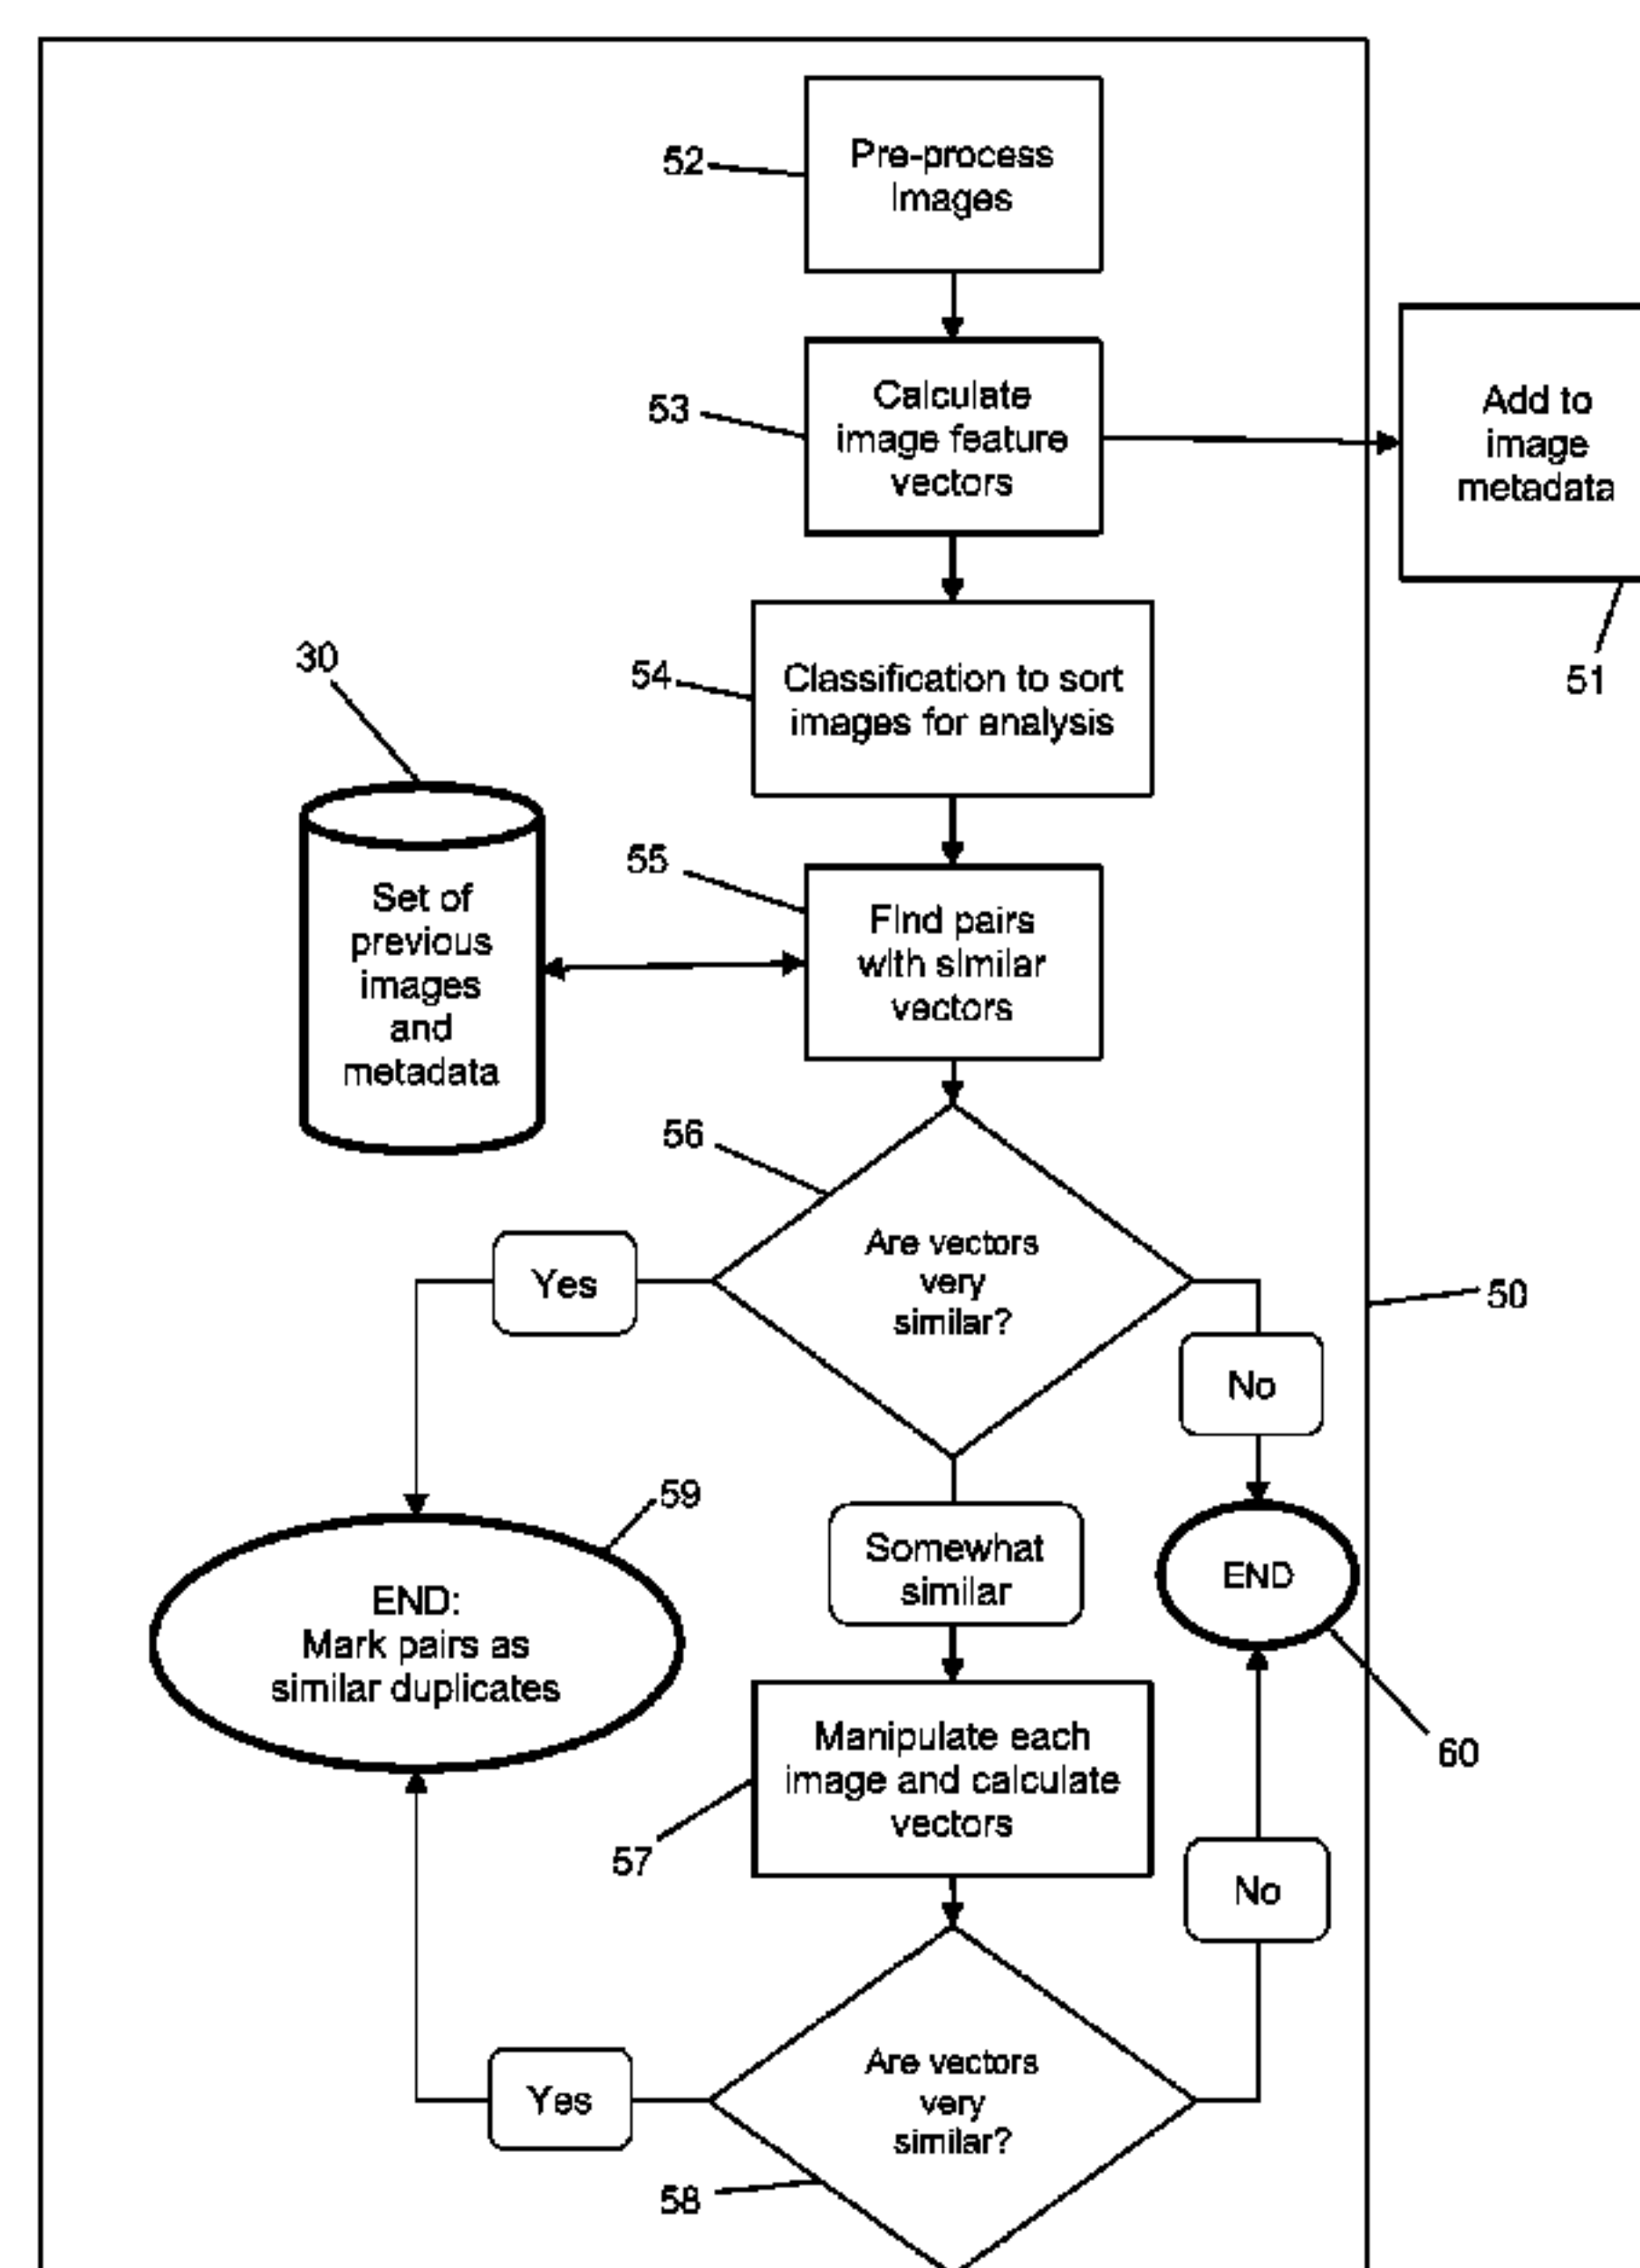 52
Pre-process
Images
53
Calculate
image feature
vectors
Add to
image
metadata
51
54
Classification to sort
images for analysis
30
Set of
previous
images
and
metadata
55
Find pairs
with similar
vectors
56
Are vectors
very
similar?
Yes
No
50
Somewhat
similar
59
END:
Mark pairs as
similar duplicates
END
60
Manipulate each
image and calculate
vectors
57
No
Are vectors
very
similar?
Yes
58